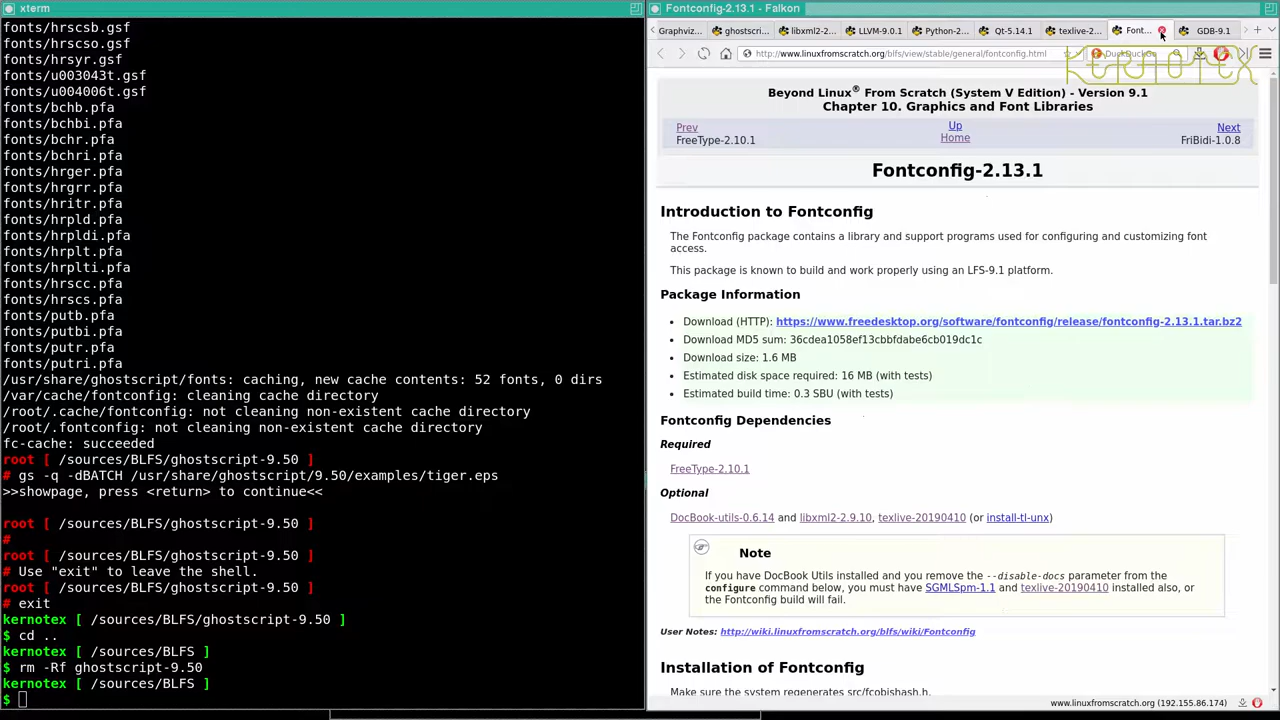 xterm
fonts/hrscsb.gsf
fonts/hrscso.gsf
fonts/hrsyr.gsf
fonts/u003043t.gsf
fonts/u004006t.gsf
fonts/bchb.pfa
fonts/bchbi.pfa
fonts/bchr.pfa
fonts/bchri.pfa
fonts/hrger.pfa
fonts/hrgrr.pfa
fonts/hritr.pfa
fonts/hrpld.pfa
fonts/hrpldi.pfa
fonts/hrplt.pfa
fonts/hrplti.pfa
fonts/hrscc.pfa
fonts/hrscs.pfa
fonts/putb.pfa
fonts/putbi.pfa
fonts/putr.pfa
fonts/putri.pfa
/usr/share/ghostscript/fonts: caching, new cache contents: 52 fonts, 0 dirs
/var/cache/fontconfig: cleaning cache directory
/root/.cache/fontconfig: not cleaning non-existent cache directory
/root/.fontconfig: not cleaning non-existent cache directory
fc-cache: succeeded
root [ /sources/BLFS/ghostscript-9.50 ]
# gs -q -dBATCH /usr/share/ghostscript/9.50/examples/tiger.eps
>>showpage, press <return> to continue<<
root [ /sources/BLFS/ghostscript-9.50 ]
#
root [ /sources/BLFS/ghostscript-9.50 ]
# Use "exit" to leave the shell.
root [ /sources/BLFS/ghostscript-9.50 ]
# exit
kernotex [ /sources/BLFS/ghostscript-9.50 ]
$ cd ..
kernotex [ /sources/BLFS ]
$ rm -Rf ghostscript-9.50
kernotex [ /sources/BLFS ]
$
Fontconfig-2.13.1 - Falkon
Graphviz... ghostscri... libxml2-2... LLVM-9.0.1 Python-2... Qt-5.14.1 texlive-2... Font... GDB-9.1
http://www.linuxfromscratch.org/blfs/view/stable/general/fontconfig.html DuckDuckGo
KERNOTEX
Beyond Linux® From Scratch (System V Edition) - Version 9.1
Chapter 10. Graphics and Font Libraries
Prev Up Next
FreeType-2.10.1 Home FriBidi-1.0.8
Fontconfig-2.13.1
Introduction to Fontconfig
The Fontconfig package contains a library and support programs used for configuring and customizing font
access.
This package is known to build and work properly using an LFS-9.1 platform.
Package Information
• Download (HTTP): https://www.freedesktop.org/software/fontconfig/release/fontconfig-2.13.1.tar.bz2
• Download MD5 sum: 36cdea1058ef13cbbfdabe6cb019dc1c
• Download size: 1.6 MB
• Estimated disk space required: 16 MB (with tests)
• Estimated build time: 0.3 SBU (with tests)
Fontconfig Dependencies
Required
FreeType-2.10.1
Optional
DocBook-utils-0.6.14 and libxml2-2.9.10, texlive-20190410 (or install-tl-unx)
Note
If you have DocBook Utils installed and you remove the --disable-docs parameter from the
configure command below, you must have SGMLSpm-1.1 and texlive-20190410 installed also, or
the Fontconfig build will fail.
User Notes: http://wiki.linuxfromscratch.org/blfs/wiki/Fontconfig
Installation of Fontconfig
Make sure the system regenerates src/fcobjshash.h.
www.linuxfromscratch.org (192.155.86.174)